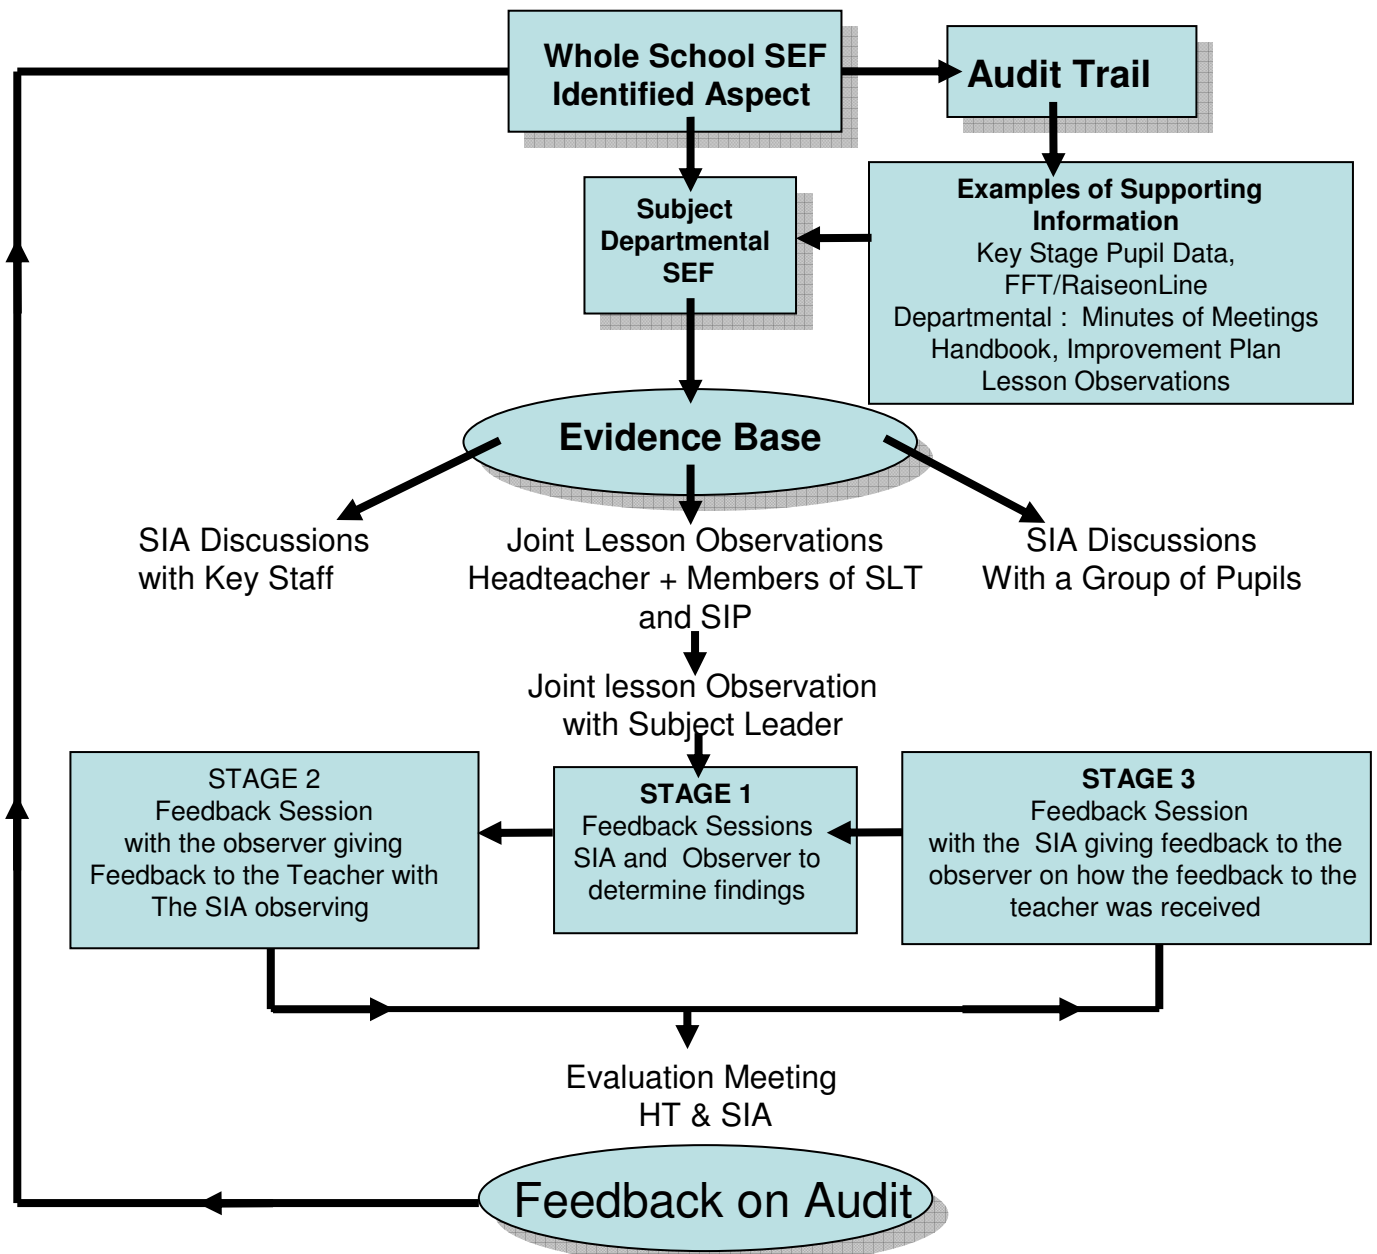 Whole School SEF
Identified Aspect
Audit Trail
Subject
Departmental
SEF
Examples of Supporting
Information
Key Stage Pupil Data,
FFT/RaiseonLine
Departmental : Minutes of Meetings
Handbook, Improvement Plan
Lesson Observations
Evidence Base
SIA Discussions
with Key Staff
Joint Lesson Observations
Headteacher + Members of SLT
and SIP
SIA Discussions
With a Group of Pupils
Joint lesson Observation
with Subject Leader
STAGE 2
Feedback Session
with the observer giving
Feedback to the Teacher with
The SIA observing
STAGE 1
Feedback Sessions
SIA and Observer to
determine findings
STAGE 3
Feedback Session
with the SIA giving feedback to the
observer on how the feedback to the
teacher was received
Evaluation Meeting
HT & SIA
Feedback on Audit